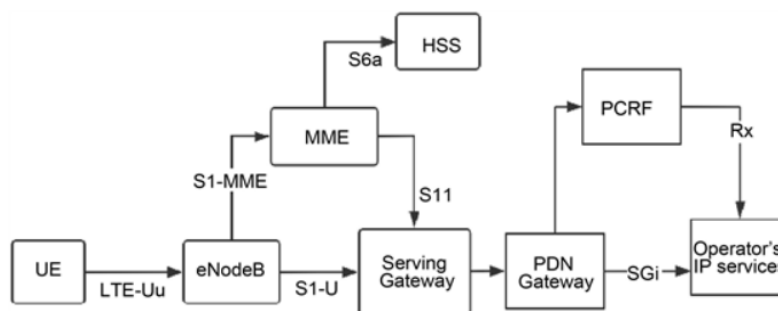 HSS
S6a
PCRF
MME
Rx
S1-MME
S11
UE
eNodeB
Serving
Gateway
PDN
Gateway
Operator's
IP services
LTE-Uu
S1-U
SGi